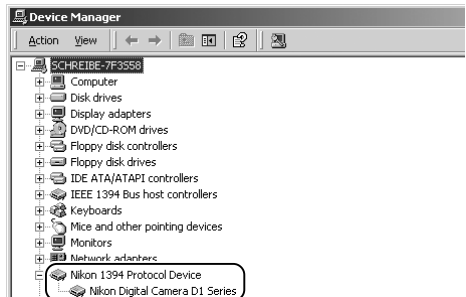 Device Manager
Action View
SCHREIBE-7F3558
Computer
Disk drives
Display adapters
DVD/CD-ROM drives
Floppy disk controllers
Floppy disk drives
IDE ATA/ATAPI controllers
IEEE 1394 Bus host controllers
Keyboards
Mice and other pointing devices
Monitors
Network adapters
Nikon 1394 Protocol Device
Nikon Digital Camera D1 Series